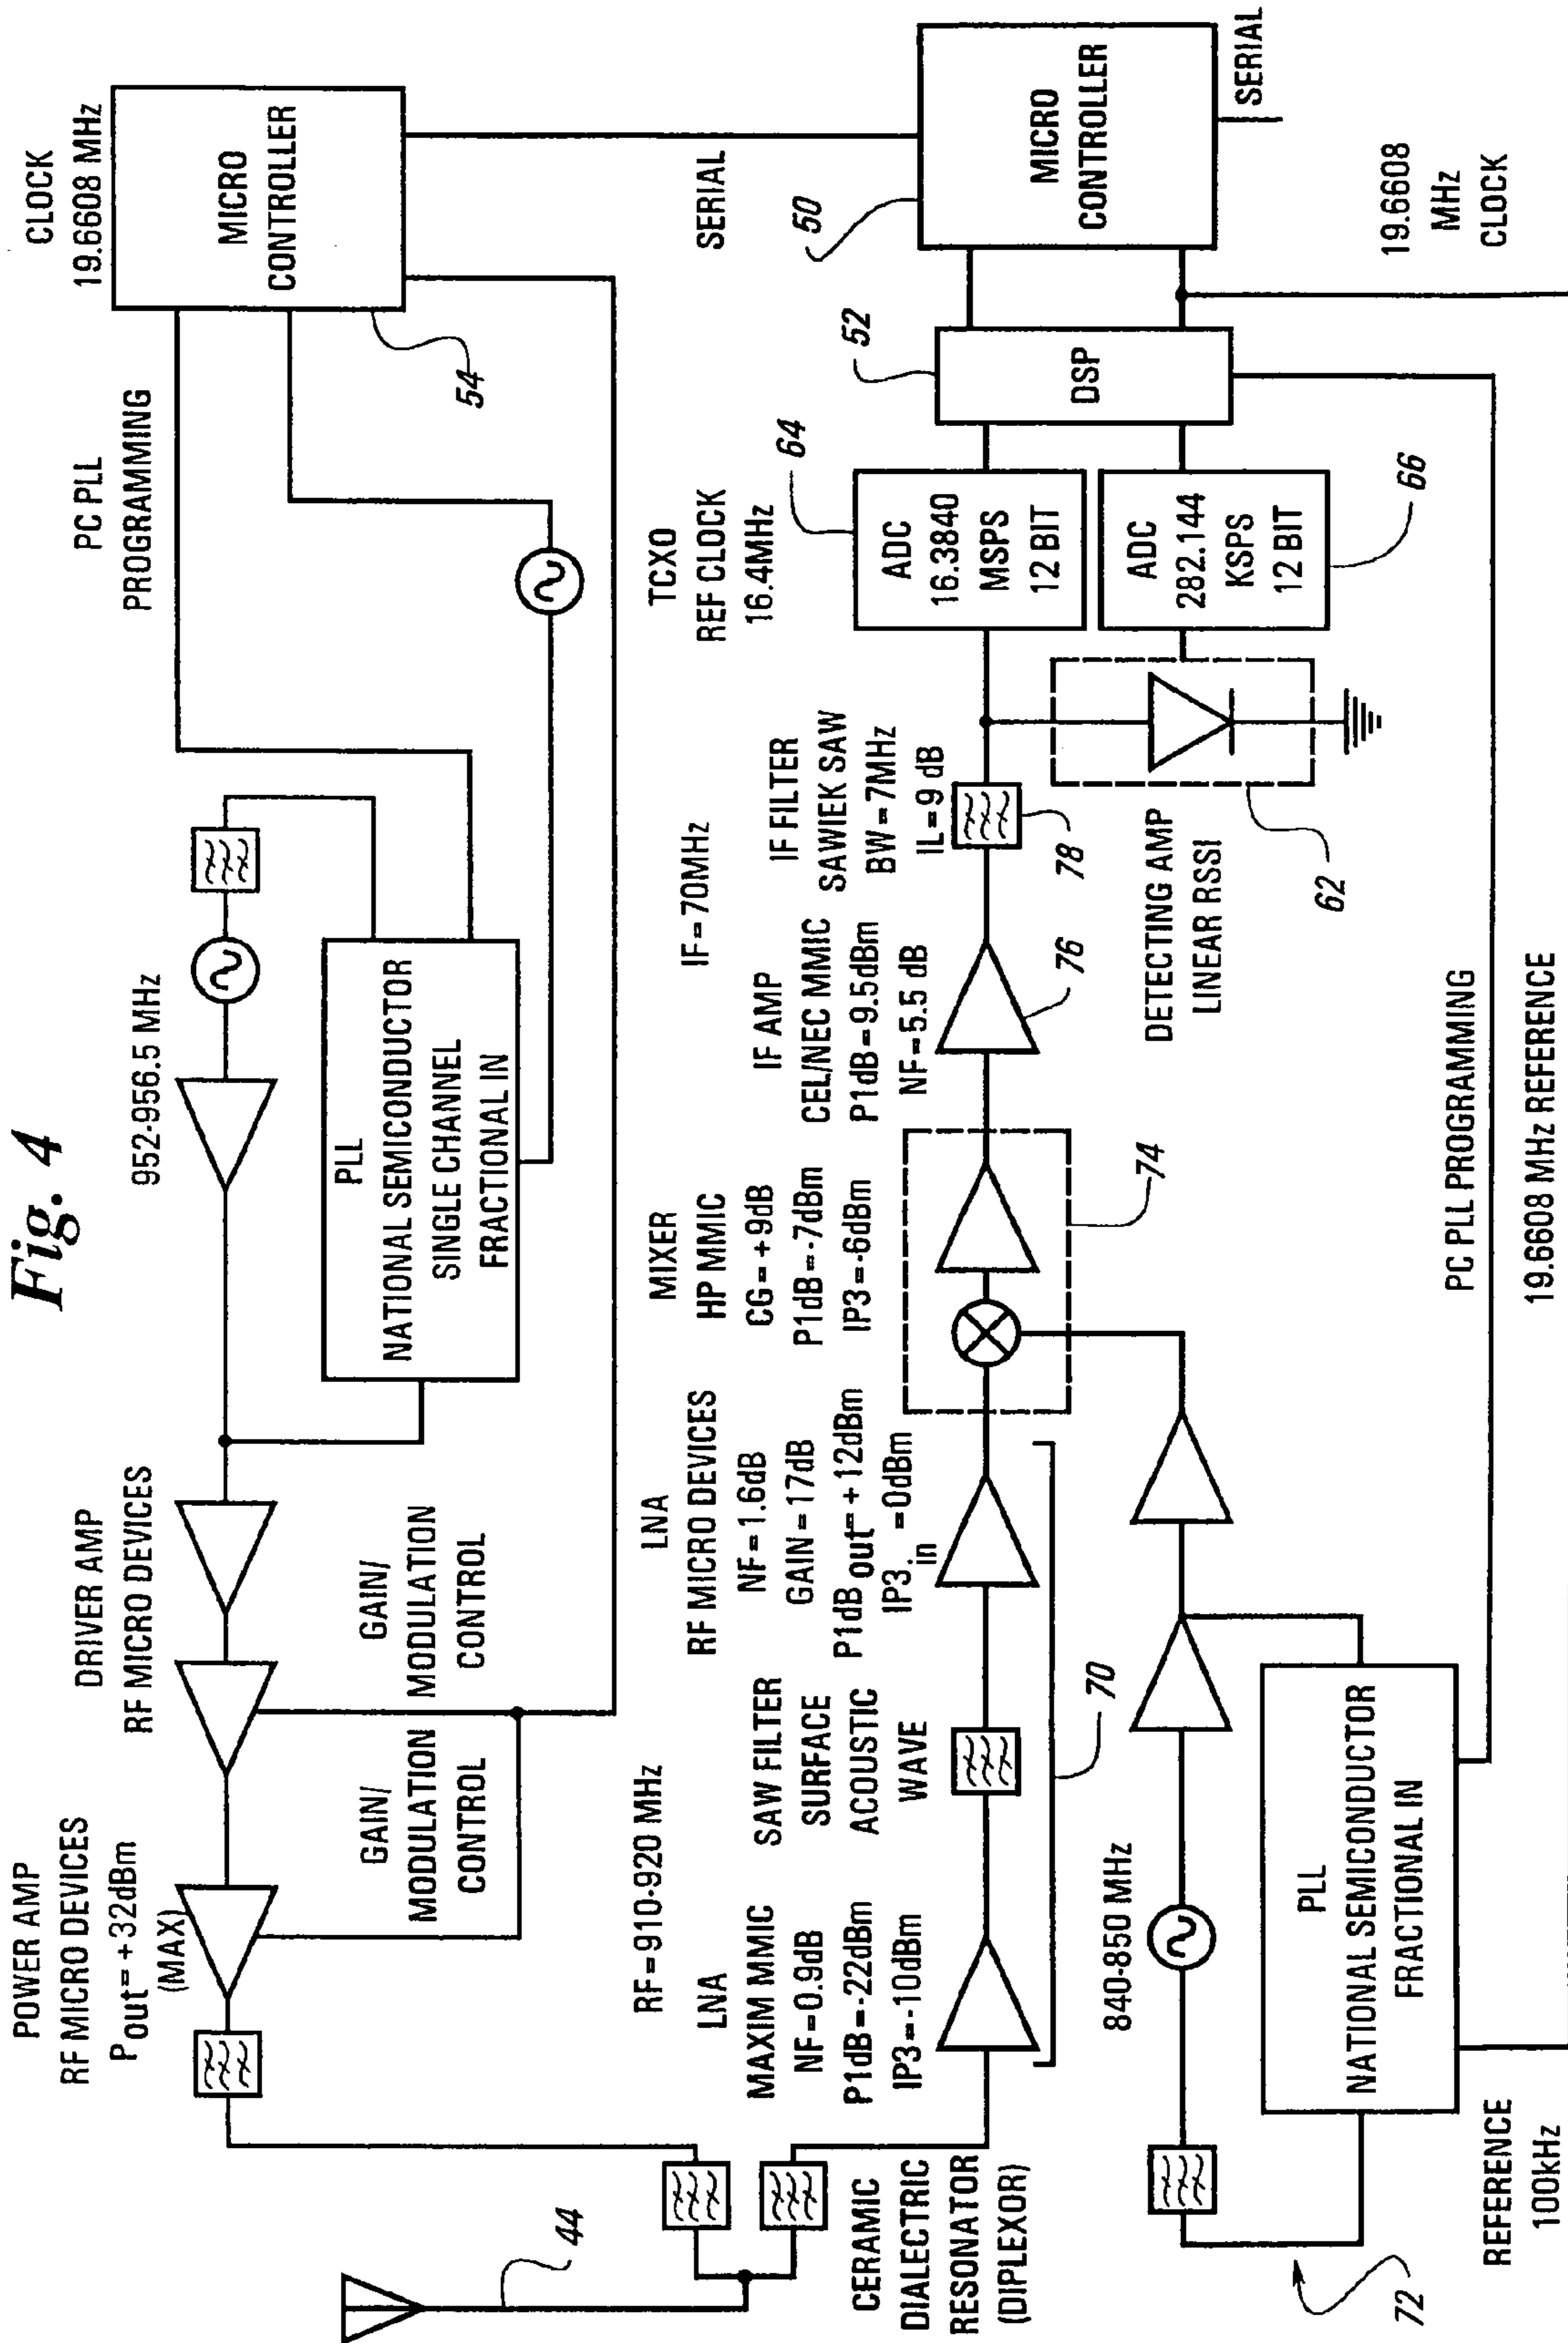 Fig. 4
POWER AMP
RF MICRO DEVICES
Pout = +32dBm
(MAX)
DRIVER AMP
RF MICRO DEVICES
952-956.5 MHz
PC PLL
PROGRAMMING
CLOCK
19.6608 MHz
MICRO
CONTROLLER
54
PLL
NATIONAL SEMICONDUCTOR
SINGLE CHANNEL
FRACTIONAL IN
GAIN/
MODULATION
CONTROL
GAIN/
MODULATION
CONTROL
RF = 910-920 MHz
LNA
MAXIM MMIC
NF = 0.9dB
P1dB = -22dBm
IP3 = -10dBm
SAW FILTER
SURFACE
ACOUSTIC
WAVE
LNA
RF MICRO DEVICES
NF = 1.6dB
GAIN = 17dB
P1dB out = +12dBm
IP3 in = 0dBm
MIXER
HP MMIC
CG = +9dB
P1dB = -7dBm
IP3 = -6dBm
IF = 70MHz
IF AMP
CEL/NEC MMIC
P1dB = 9.5dBm
NF = 5.5 dB
IF FILTER
SAWIEK SAW
BW = 7MHz
IL = 9 dB
TCXO
REF CLOCK
16.4MHz
SERIAL
44
70
74
76
78
64
52
50
ADC
16.3840
MSPS
12 BIT
ADC
282.144
KSPS
12 BIT
66
DSP
MICRO
CONTROLLER
SERIAL
CERAMIC
DIALECTRIC
RESONATOR
(DIPLEXOR)
840-850 MHz
DETECTING AMP
LINEAR RSSI
62
PLL
NATIONAL SEMICONDUCTOR
FRACTIONAL IN
72
REFERENCE
100kHz
PC PLL PROGRAMMING
19.6608 MHz REFERENCE
19.6608
MHz
CLOCK